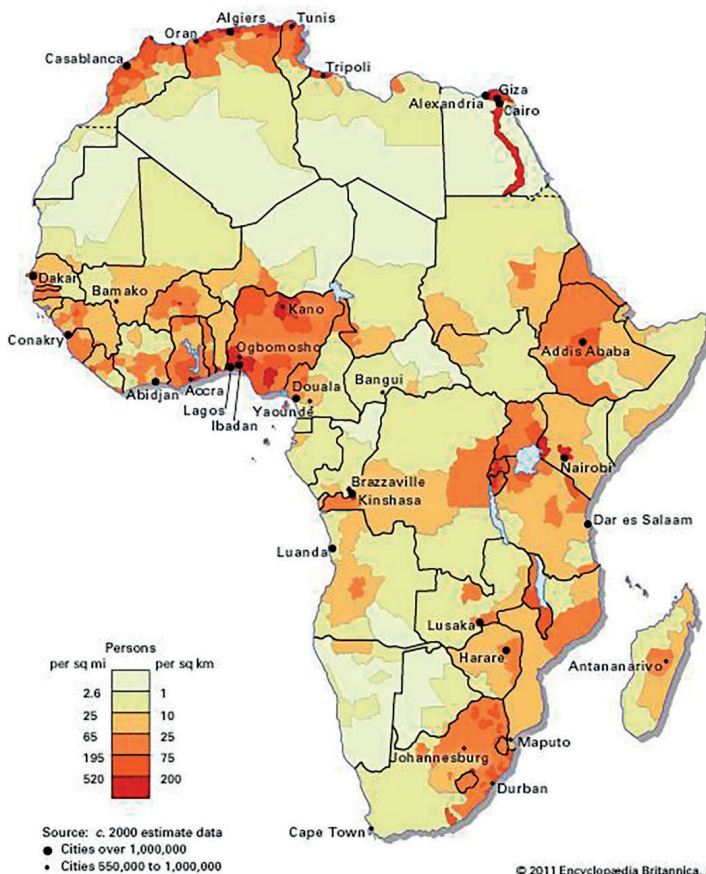 Algiers
Tunis
Oran
Casablanca
Tripoli
Giza
Alexandria
Cairo
Dakar
Bamako
Kano
Conakry
Ogbomosho
Addis Ababa
Douala
Bangui
Abidjan
Accra
Lagos
Yaoundé
Ibadan
Nairobi
Brazzaville
Kinshasa
Dar es Salaam
Luanda
Lusaka
Harare
Antananarivo
Maputo
Johannesburg
Durban
Cape Town
Persons
per sq mi per sq km
2.6 1
25 10
65 25
195 75
520 200
Source: c. 2000 estimate data
Cities over 1,000,000
Cities 550,000 to 1,000,000
© 2011 Encyclopædia Britannica,